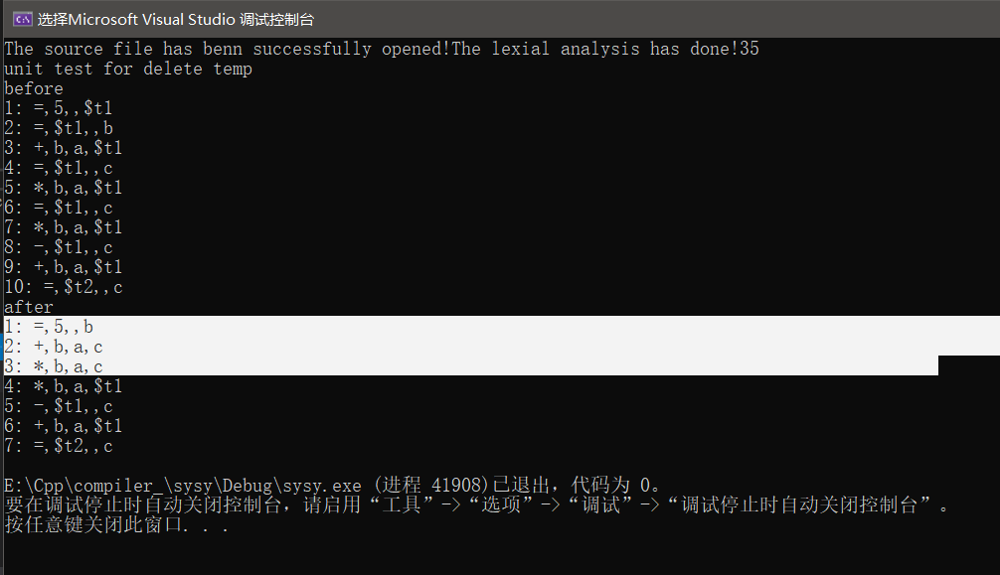 选择Microsoft Visual Studio 调试控制台
The source file has benn successfully opened!The lexial analysis has done!35
unit test for delete temp
before
1: =,5,,$t1
2: =,$t1,,b
3: +,b,a,$t1
4: =,$t1,,c
5: *,b,a,$t1
6: =,$t1,,c
7: *,b,a,$t1
8: -,$t1,,c
9: +,b,a,$t1
10: =,$t2,,c
after
1: =,5,,b
2: +,b,a,c
3: *,b,a,c
4: *,b,a,$t1
5: -,$t1,,c
6: +,b,a,$t1
7: =,$t2,,c
E:\Cpp\compiler_\sysy\Debug\sysy.exe (进程 41908)已退出，代码为 0。
要在调试停止时自动关闭控制台，请启用“工具”->“选项”->“调试”->“调试停止时自动关闭控制台”。
按任意键关闭此窗口. . .